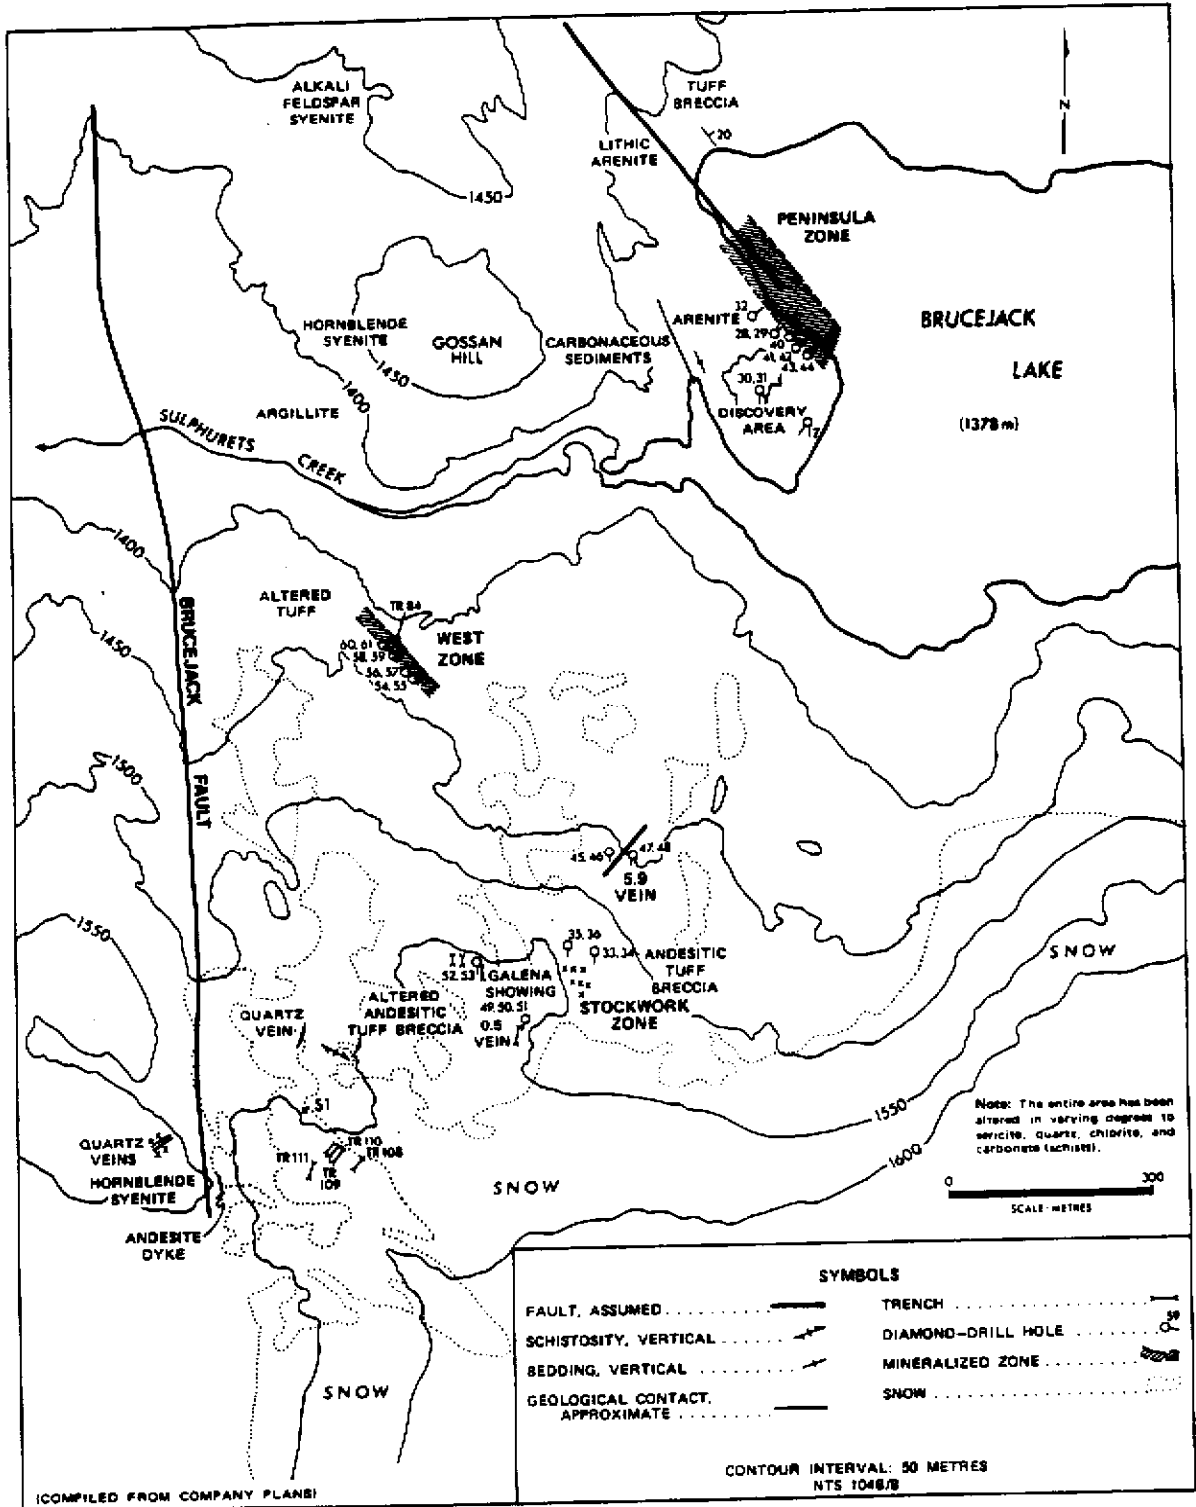 ALKALI
FELDSPAR
SYENITE
TUFF
BRECCIA
20
N
LITHIC
ARENITE
1450
PENINSULA
ZONE
BRUCEJACK
LAKE
(1378 m)
32
ARENITE
28, 29
40
41, 42
43, 44
30, 31
DISCOVERY
AREA
HORNBLENDE
SYENITE
GOSSAN
HILL
CARBONACEOUS
SEDIMENTS
1450
1400
ARGILLITE
SULPHURETS
CREEK
1400
ALTERED
TUFF
TR 84
WEST
ZONE
60, 61
58, 59
56, 57
54, 55
BRUCEJACK
FAULT
1450
1500
1550
45, 46
47, 48
5.9
VEIN
35, 36
33, 34
ANDESITIC
TUFF
BRECCIA
SNOW
52, 53
GALENA
SHOWING
49, 50, 51
0.5
VEIN
STOCKWORK
ZONE
ALTERED
ANDESITIC
TUFF BRECCIA
QUARTZ
VEIN
51
TR 110
TR 108
TR 111
TR
109
QUARTZ
VEINS
HORNBLENDE
SYENITE
ANDESITE
DYKE
SNOW
1550
1600
Note: The entire area has been
altered in varying degrees to
sericite, quartz, chlorite, and
carbonate (schists).
0 300
SCALE-METRES
SNOW
SYMBOLS
FAULT, ASSUMED
SCHISTOSITY, VERTICAL
BEDDING, VERTICAL
GEOLOGICAL CONTACT,
APPROXIMATE
TRENCH
DIAMOND-DRILL HOLE
59
MINERALIZED ZONE
SNOW
CONTOUR INTERVAL: 50 METRES
NTS 104B/8
(COMPILED FROM COMPANY PLANS)